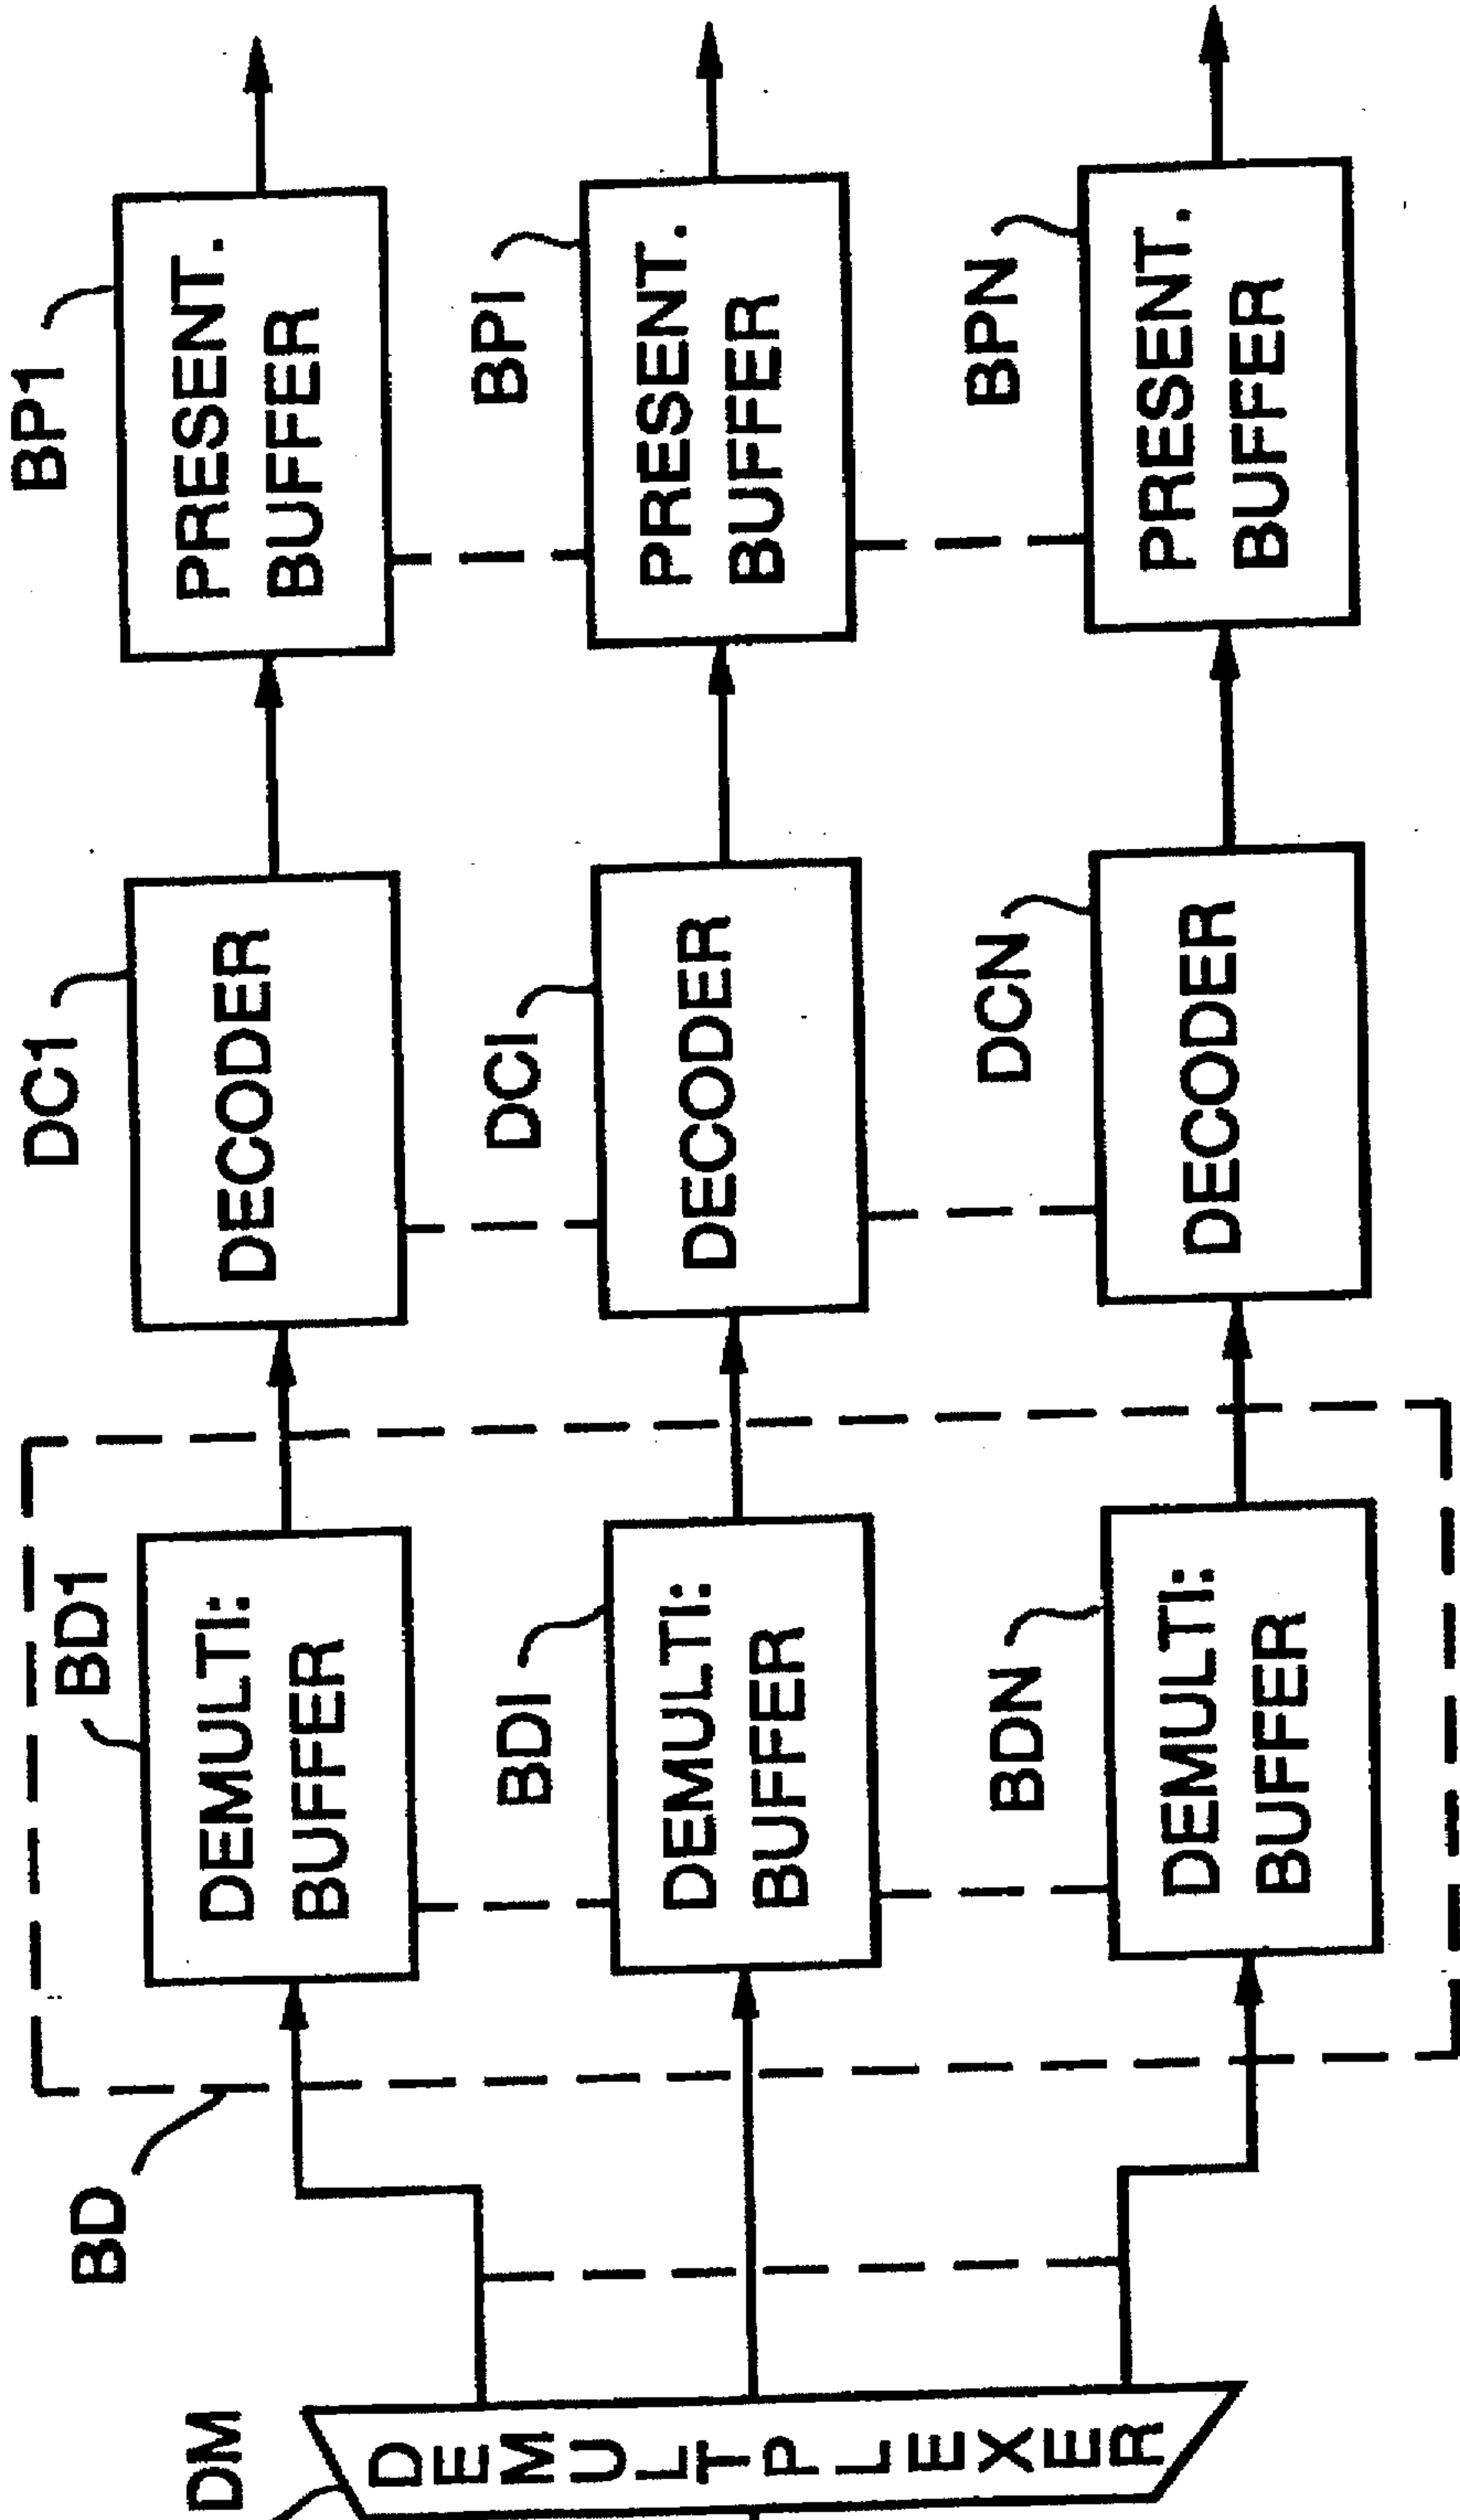 DM
DEMULTPLEXER
BD
BD1
DEMULTI:
BUFFER
DC1
DECODER
BP1
PRESENT.
BUFFER
BDI
DEMULTI:
BUFFER
DCI
DECODER
BPI
PRESENT.
BUFFER
BDN
DEMULTI:
BUFFER
DCN
DECODER
BPN
PRESENT.
BUFFER